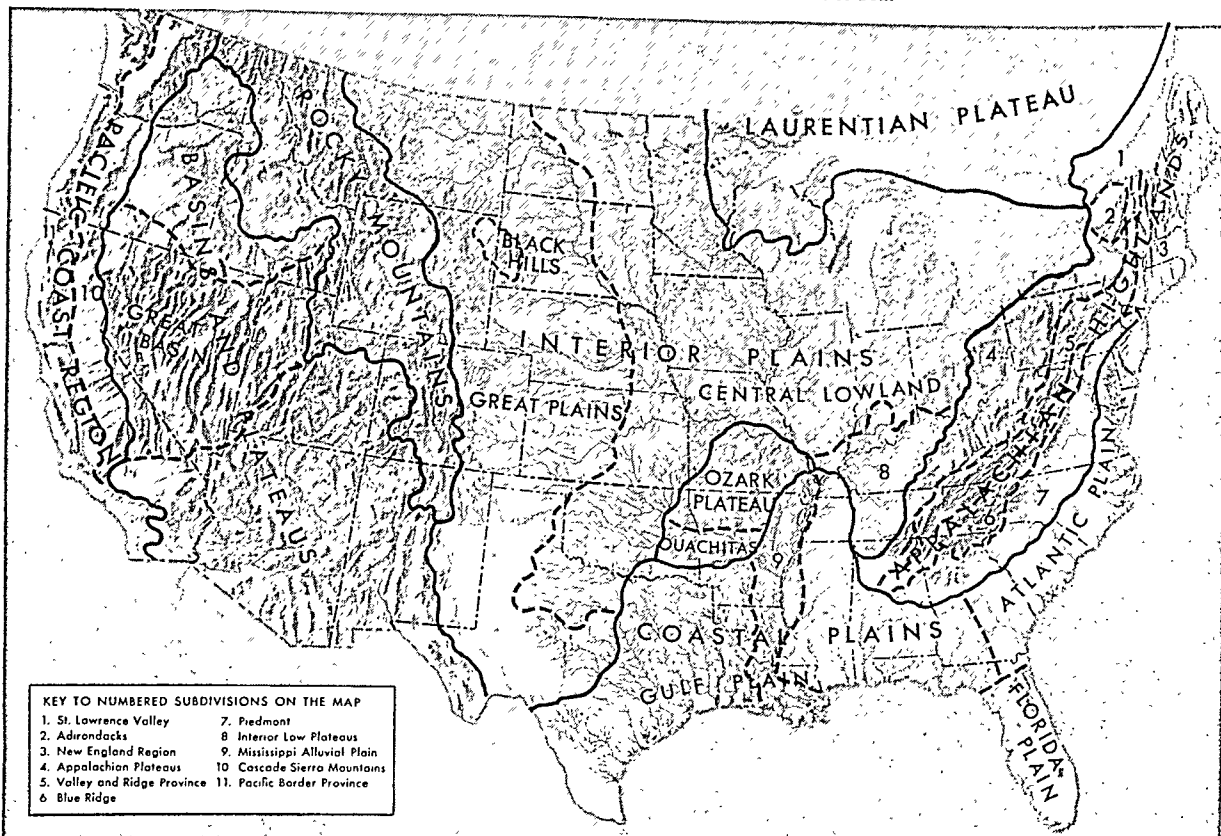 LAURENTIAN PLATEAU
ROCKY MOUNTAINS
PACIFIC COAST REGION
BASINS AND PLATEAUS
GREAT BASIN
BLACK HILLS
INTERIOR PLAINS
GREAT PLAINS
CENTRAL LOWLAND
OZARK PLATEAU
OUACHITAS
APPALACHIAN HIGHLANDS
COASTAL PLAINS
GULF PLAIN
ATLANTIC PLAIN
FLORIDA PLAIN
1
2
3
4
5
6
7
8
9
10
11
KEY TO NUMBERED SUBDIVISIONS ON THE MAP
1. St. Lawrence Valley
2. Adirondacks
3. New England Region
4. Appalachian Plateaus
5. Valley and Ridge Province
6 Blue Ridge
7. Piedmont
8 Interior Low Plateaus
9. Mississippi Alluvial Plain
10 Cascade Sierra Mountains
11. Pacific Border Province